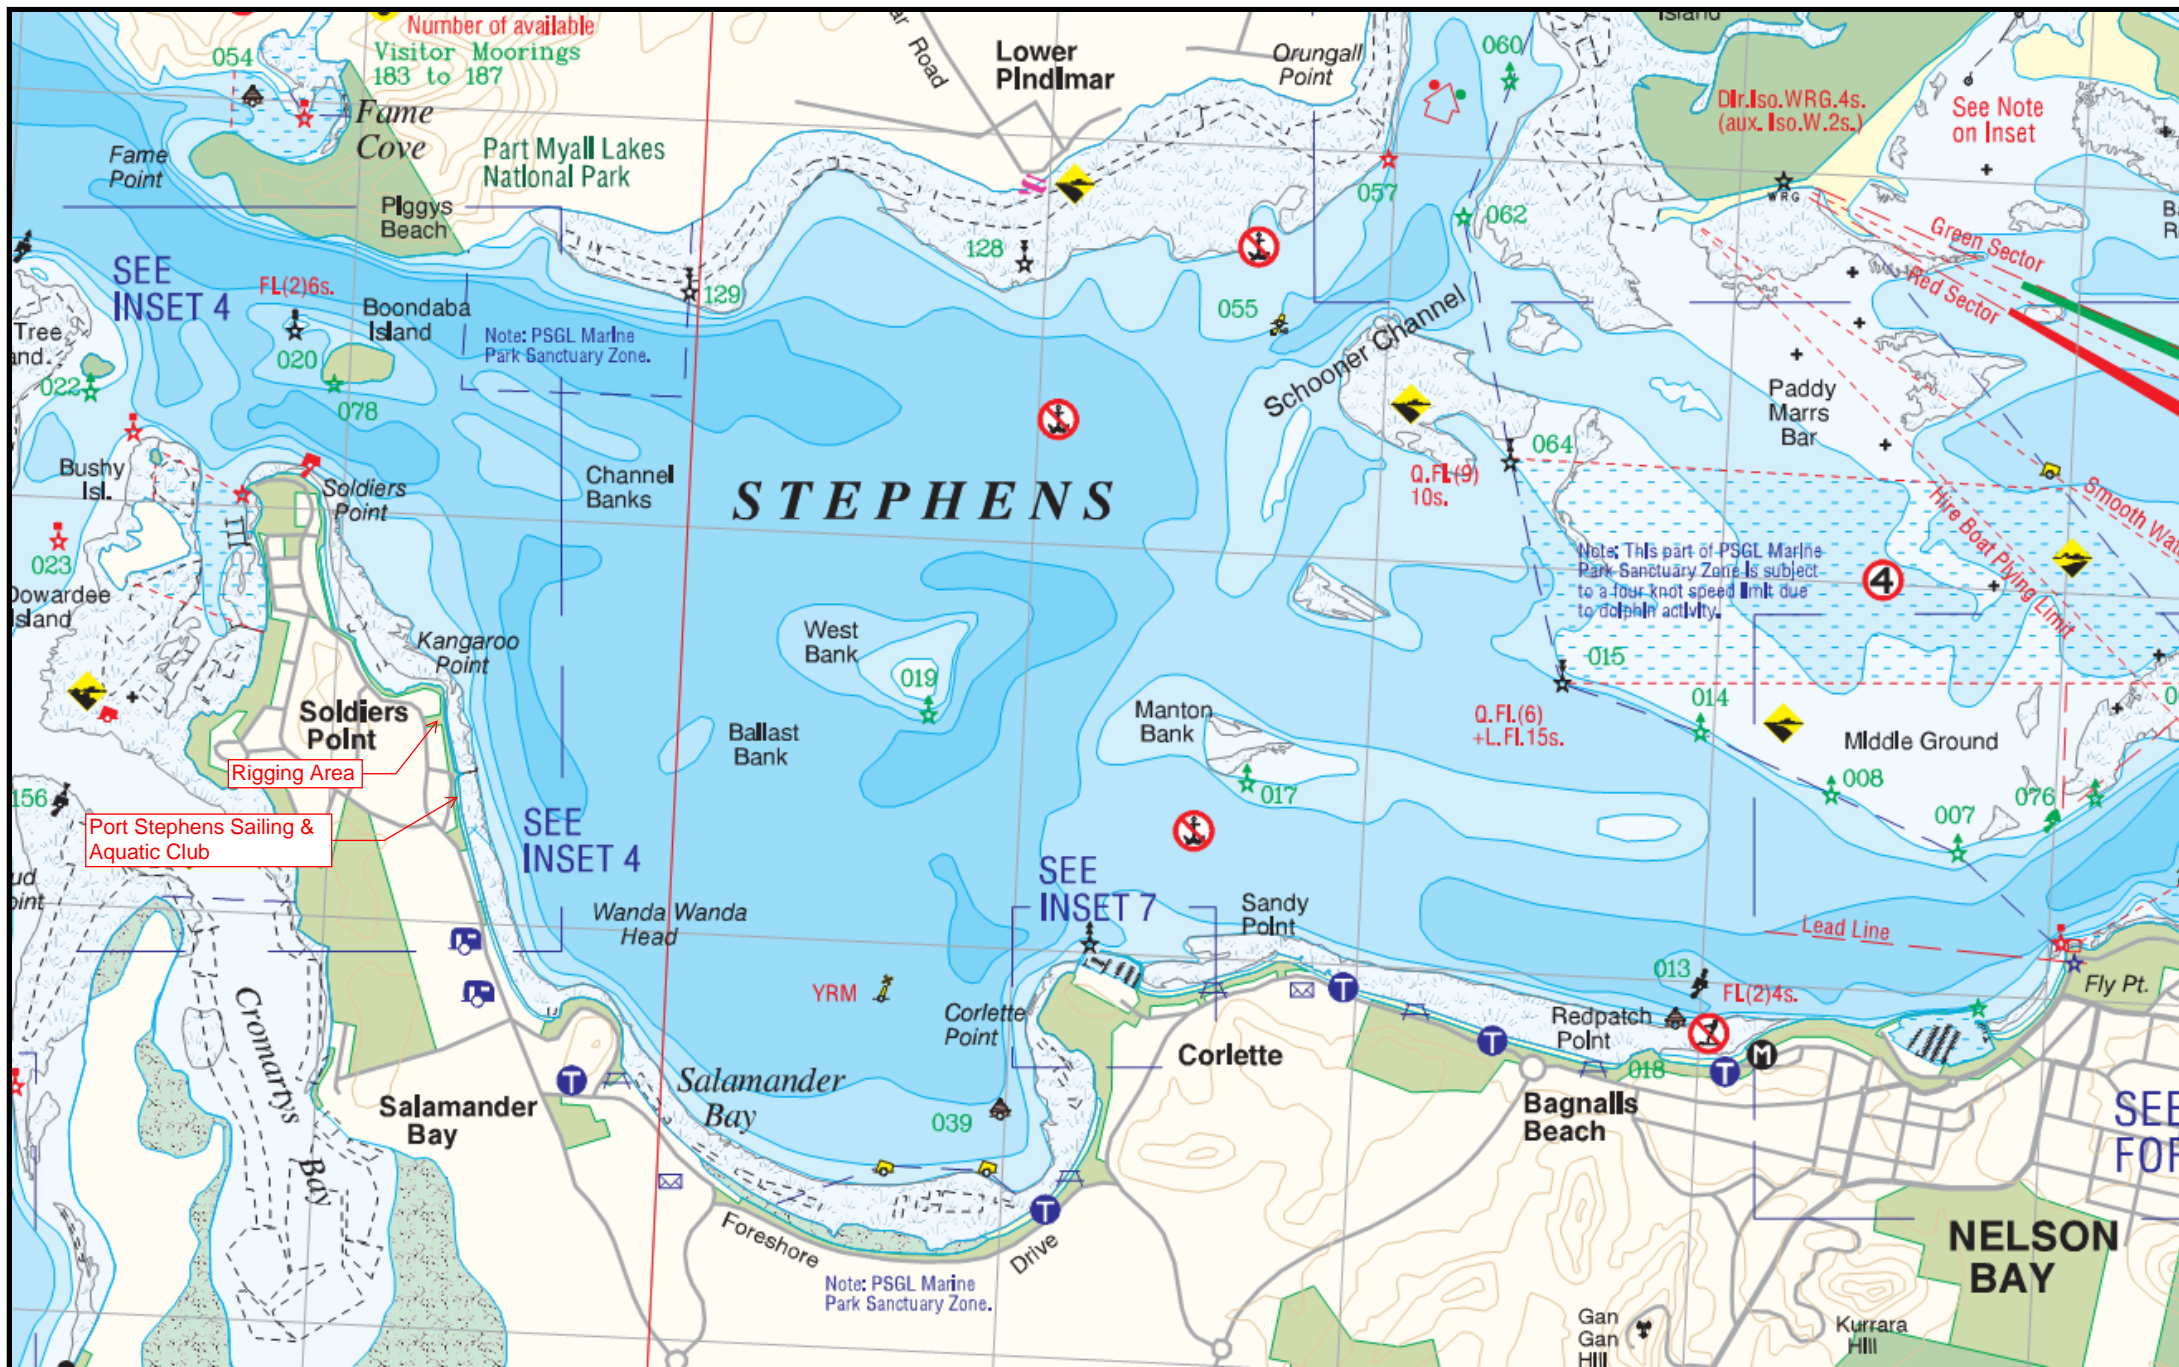 Number of available
Visitor Moorings
183 to 187
054
Fame
Cove
Fame
Point
Part Myall Lakes
National Park
Piggys
Beach
Road
Lower
Pindimar
Orungall
Point
060
Island
Dir.Iso.WRG.4s.
(aux. Iso.W.2s.)
See Note
on Inset
WRG
057
062
128
129
055
Green Sector
Red Sector
SEE
INSET 4
FL(2)6s.
Boondaba
Island
020
078
022
Tree
Note: PSGL Marine
Park Sanctuary Zone.
Schooner Channel
Paddy
Marrs
Bar
064
Q.FL(9)
10s.
Bushy
Isl.
Soldiers
Point
Channel
Banks
STEPHENS
Hire Boat Plying Limit
Smooth Wat
023
Dowardee
Island
Note: This part of PSGL Marine
Park Sanctuary Zone is subject
to a four knot speed limit due
to dolphin activity.
4
Kangaroo
Point
West
Bank
019
015
014
Soldiers
Point
Rigging Area
Ballast
Bank
Manton
Bank
017
Q.Fl.(6)
+L.Fl.15s.
Middle Ground
008
007
076
156
Port Stephens Sailing &
Aquatic Club
SEE
INSET 4
SEE
INSET 7
Wanda Wanda
Head
Sandy
Point
Lead Line
013
FL(2)4s.
Fly Pt.
YRM
Corlette
Point
Redpatch
Point
T
T
M
T
018
Cromartys
Bay
Corlette
Salamander
Bay
T
Salamander
Bay
039
Bagnalls
Beach
SEE
T
Foreshore
Drive
Note: PSGL Marine
Park Sanctuary Zone.
NELSON
BAY
Gan
Gan
Hill
Kurrara
Hill